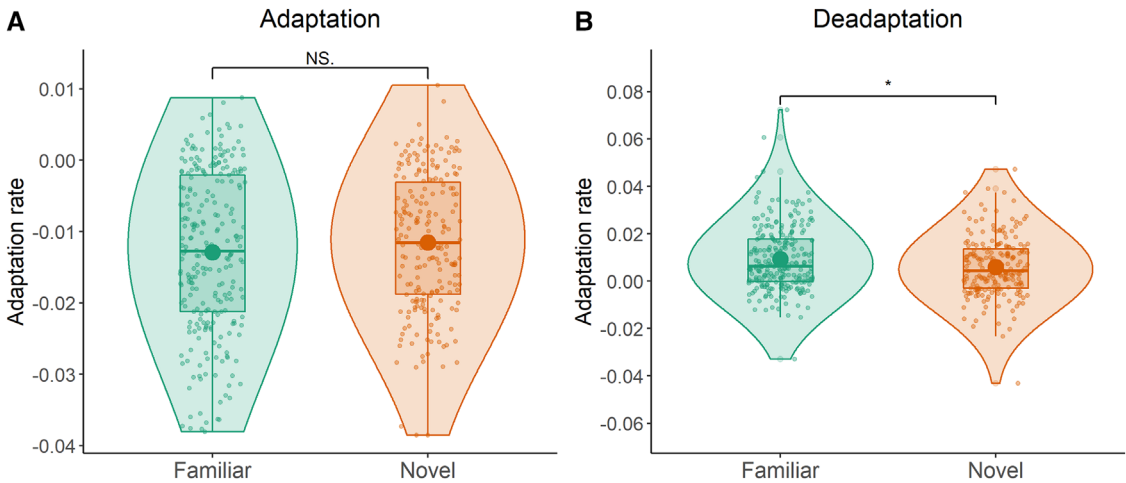 A
Adaptation
Adaptation rate
0.01
0.00
-0.01
-0.02
-0.03
-0.04
NS.
Familiar
Novel
B
Deadaptation
Adaptation rate
0.08
0.06
0.04
0.02
0.00
-0.02
-0.04
-0.06
*
Familiar
Novel